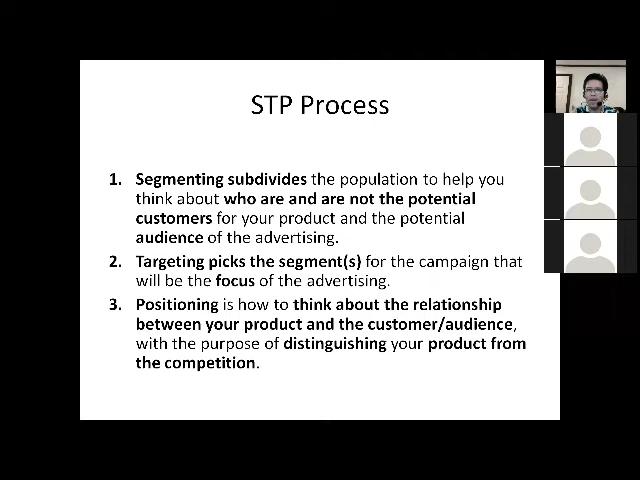 STP Process
1. Segmenting subdivides the population to help you
think about who are and are not the potential
customers for your product and the potential
audience of the advertising.
2. Targeting picks the segment(s) for the campaign that
will be the focus of the advertising.
3. Positioning is how to think about the relationship
between your product and the customer/audience,
with the purpose of distinguishing your product from
the competition.